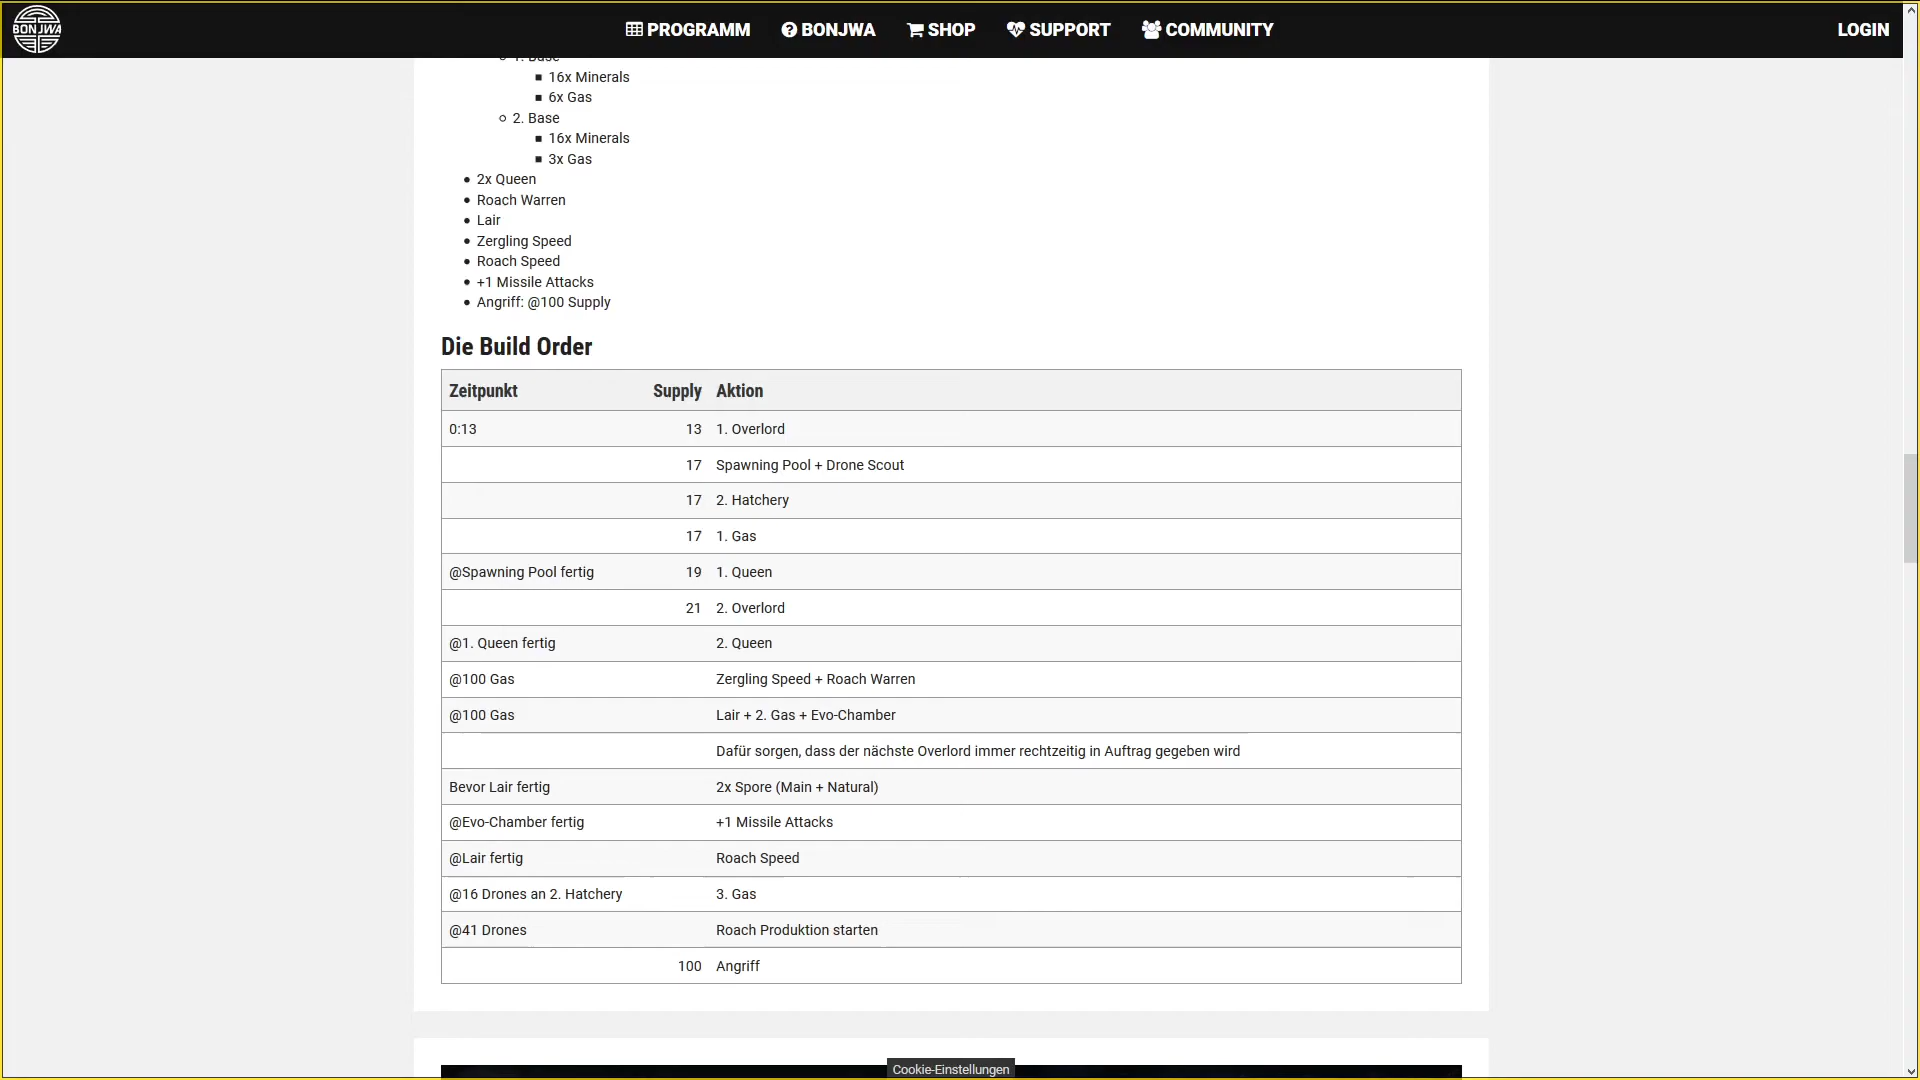 BONJWA
PROGRAMM
BONJWA
SHOP
SUPPORT
COMMUNITY
LOGIN
1. Base
16x Minerals
6x Gas
2. Base
16x Minerals
3x Gas
2x Queen
Roach Warren
Lair
Zergling Speed
Roach Speed
+1 Missile Attacks
Angriff: @100 Supply
Die Build Order
Zeitpunkt Supply Aktion
0:13 13 1. Overlord
17 Spawning Pool + Drone Scout
17 2. Hatchery
17 1. Gas
@Spawning Pool fertig 19 1. Queen
21 2. Overlord
@1. Queen fertig 2. Queen
@100 Gas Zergling Speed + Roach Warren
@100 Gas Lair + 2. Gas + Evo-Chamber
Dafür sorgen, dass der nächste Overlord immer rechtzeitig in Auftrag gegeben wird
Bevor Lair fertig 2x Spore (Main + Natural)
@Evo-Chamber fertig +1 Missile Attacks
@Lair fertig Roach Speed
@16 Drones an 2. Hatchery 3. Gas
@41 Drones Roach Produktion starten
100 Angriff
Cookie-Einstellungen